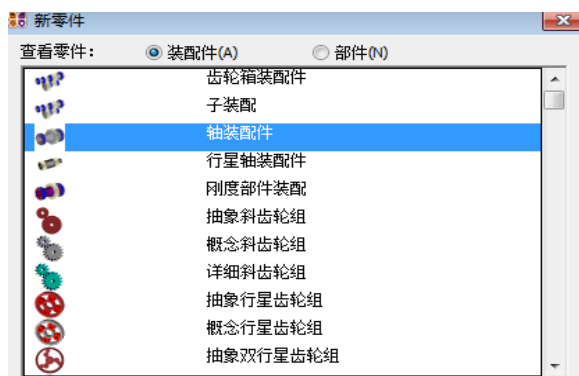 新零件
查看零件： 装配件(A) 部件(N)
齿轮箱装配件
子装配
轴装配件
行星轴装配件
刚度部件装配
抽象斜齿轮组
概念斜齿轮组
详细斜齿轮组
抽象行星齿轮组
概念行星齿轮组
抽象双行星齿轮组